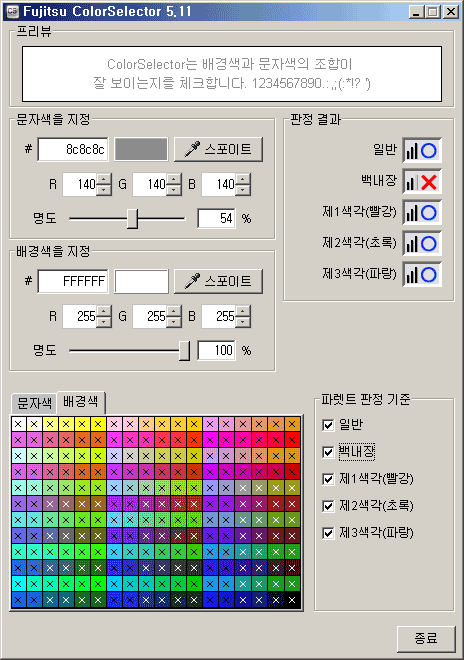 Fujitsu ColorSelector 5.11
프리뷰
ColorSelector는 배경색과 문자색의 조합이
잘 보이는지를 체크합니다. 1234567890.:,;(:*!? ')
문자색을 지정
# 8c8c8c 스포이트
R 140 G 140 B 140
명도 54 %
배경색을 지정
# FFFFFF 스포이트
R 255 G 255 B 255
명도 100 %
판정 결과
일반
백내장
제1색각(빨강)
제2색각(초록)
제3색각(파랑)
문자색 배경색
파렛트 판정 기준
일반
백내쟝
제1색각(빨강)
제2색각(초록)
제3색각(파랑)
종료